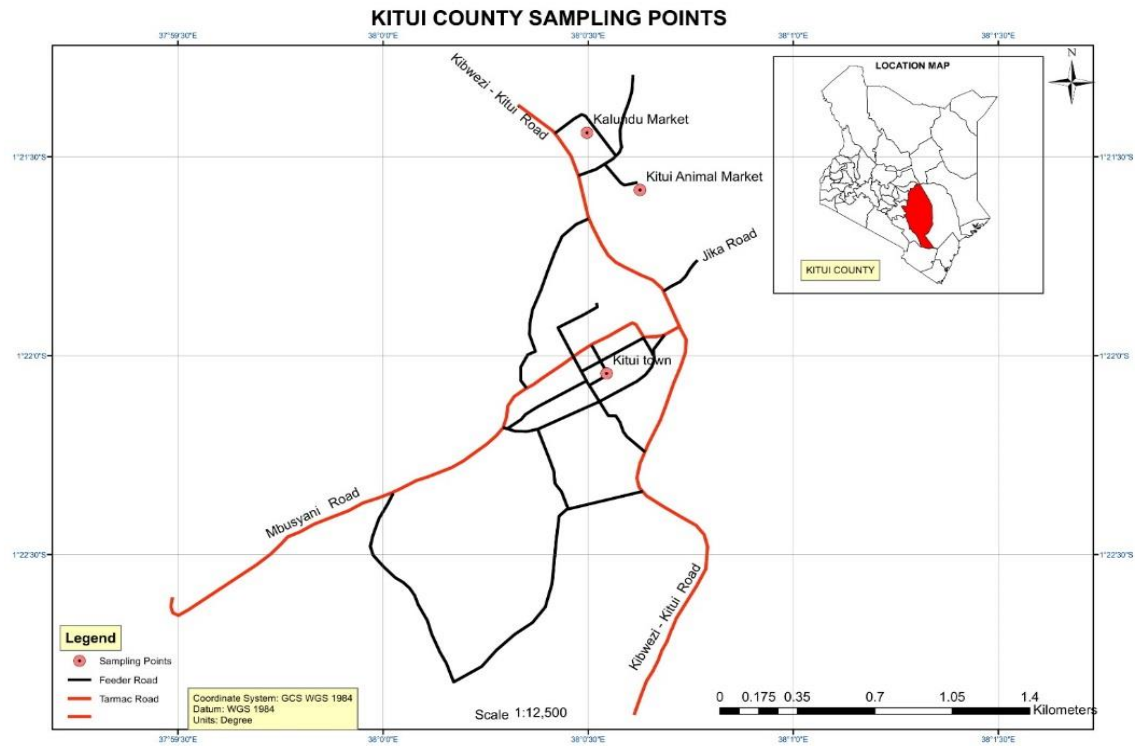 KITUI COUNTY SAMPLING POINTS
37°59'30"E
38°0'0"E
38°0'30"E
38°1'0"E
38°1'30"E
LOCATION MAP
N
KITUI COUNTY
Kibwezi - Kitui Road
Kalundu Market
1°21'30"S
1°21'30"S
Kitui Animal Market
Jika Road
1°22'0"S
1°22'0"S
Kitui town
Mbusyani Road
1°22'30"S
1°22'30"S
Kibwezi - Kitui Road
Legend
Sampling Points
Feeder Road
Tarmac Road
Coordinate System: GCS WGS 1984
Datum: WGS 1984
Units: Degree
Scale 1:12,500
0 0.175 0.35 0.7 1.05 1.4
Kilometers
37°59'30"E
38°0'0"E
38°0'30"E
38°1'0"E
38°1'30"E